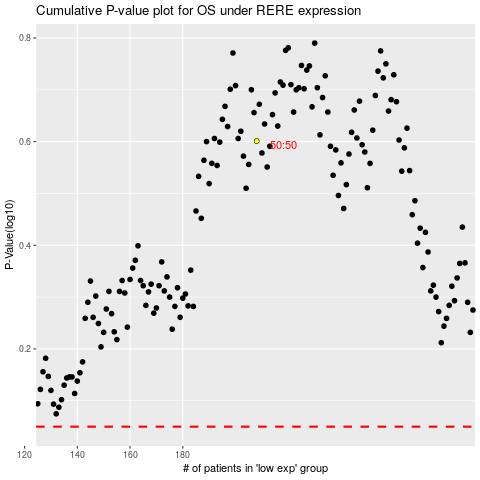 Cumulative P-value plot for OS under RERE expression
P-Value(log10)
0.8
0.6
0.4
0.2
50:50
120 140 160 180
# of patients in 'low exp' group